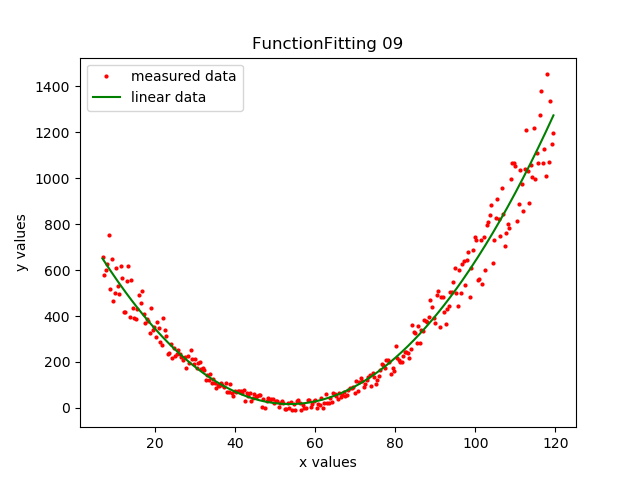 FunctionFitting 09
measured data
linear data
1400
1200
1000
800
600
400
200
0
y values
20 40 60 80 100 120
x values